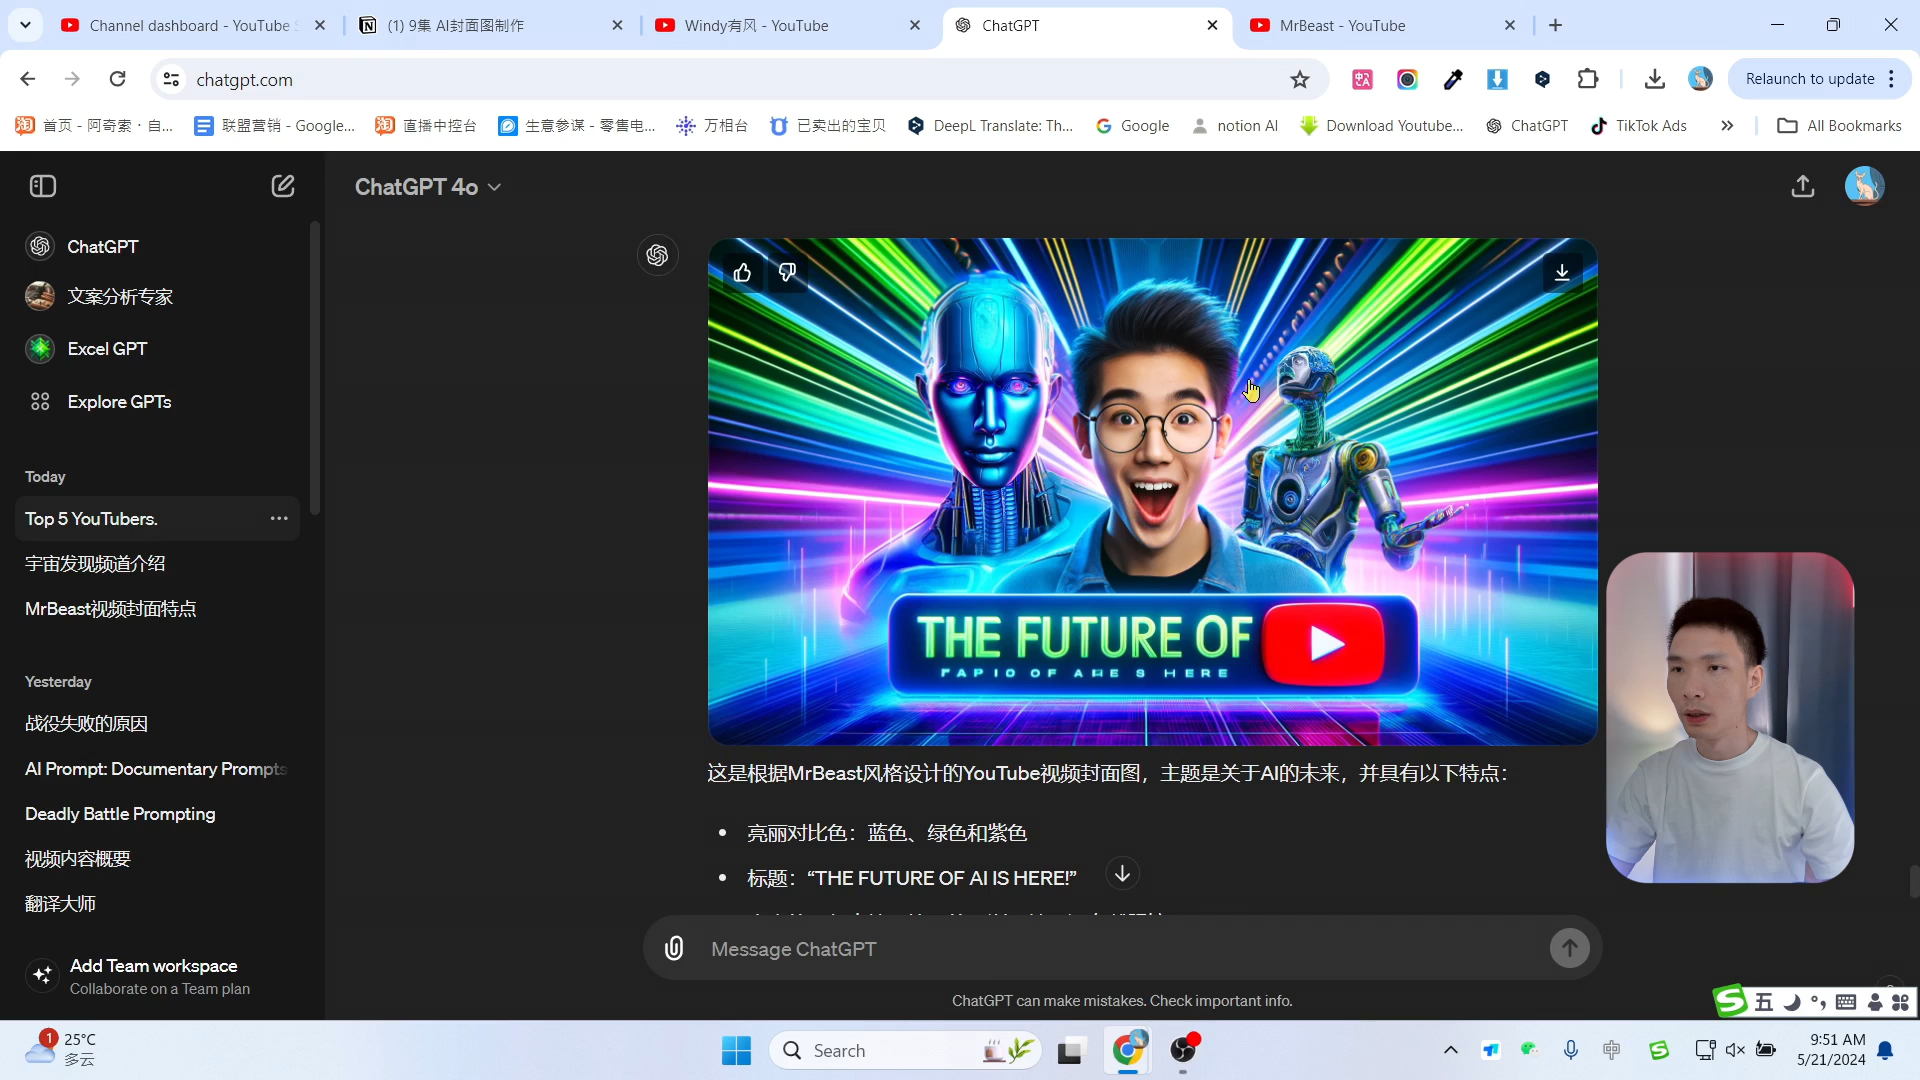 Channel dashboard - YouTube
(1) 9集 AI封面图制作
Windy有风 - YouTube
ChatGPT
MrBeast - YouTube
chatgpt.com
Relaunch to update
首页 - 阿奇索 · 自...
联盟营销 - Google...
直播中控台
生意参谋 - 零售电...
万相台
已卖出的宝贝
DeepL Translate: Th...
Google
notion AI
Download Youtube...
ChatGPT
TikTok Ads
All Bookmarks
ChatGPT 4o
ChatGPT
文案分析专家
Excel GPT
Explore GPTs
Today
Top 5 YouTubers.
宇宙发现频道介绍
MrBeast视频封面特点
Yesterday
战役失败的原因
AI Prompt: Documentary Prompts
Deadly Battle Prompting
视频内容概要
翻译大师
Add Team workspace
Collaborate on a Team plan
THE FUTURE OF
FAPIO OF AHE S HERE
这是根据MrBeast风格设计的YouTube视频封面图，主题是关于AI的未来，并具有以下特点：
• 亮丽对比色：蓝色、绿色和紫色
• 标题：“THE FUTURE OF AI IS HERE!”
Message ChatGPT
ChatGPT can make mistakes. Check important info.
五
1
25°C
多云
Search
中
9:51 AM
5/21/2024